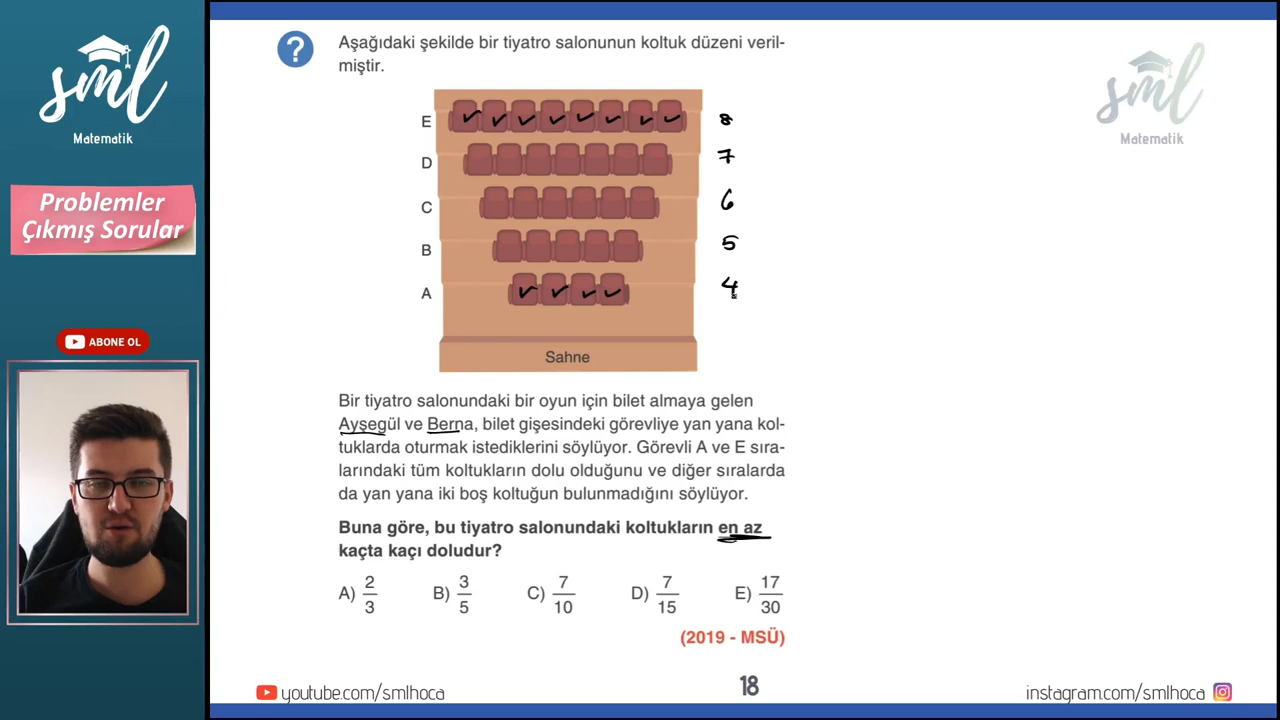 sml
Matematik
Problemler
Çıkmış Sorular
ABONE OL
?
Aşağıdaki şekilde bir tiyatro salonunun koltuk düzeni veril-
miştir.
E 8
D 7
C 6
B 5
A 4
Sahne
Bir tiyatro salonundaki bir oyun için bilet almaya gelen
Ayşegül ve Berna, bilet gişesindeki görevliye yan yana kol-
tuklarda oturmak istediklerini söylüyor. Görevli A ve E sıra-
larındaki tüm koltukların dolu olduğunu ve diğer sıralarda
da yan yana iki boş koltuğun bulunmadığını söylüyor.
Buna göre, bu tiyatro salonundaki koltukların en az
kaçta kaçı doludur?
A) 2/3 B) 3/5 C) 7/10 D) 7/15 E) 17/30
(2019 - MSÜ)
youtube.com/smlhoca
18
instagram.com/smlhoca
sml
Matematik